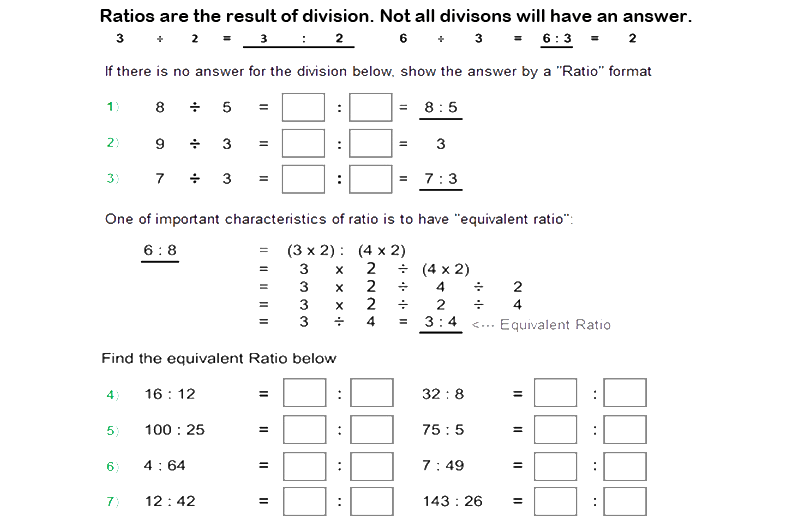 Ratios are the result of division. Not all divisons will have an answer.
3 ÷ 2 = 3 : 2 6 ÷ 3 = 6 : 3 = 2
If there is no answer for the division below, show the answer by a "Ratio" format
1) 8 ÷ 5 = : = 8 : 5
2) 9 ÷ 3 = : = 3
3) 7 ÷ 3 = : = 7 : 3
One of important characteristics of ratio is to have "equivalent ratio":
6 : 8 = (3 x 2) : (4 x 2)
= 3 x 2 ÷ (4 x 2)
= 3 x 2 ÷ 4 ÷ 2
= 3 x 2 ÷ 2 ÷ 4
= 3 ÷ 4 = 3 : 4 <--- Equivalent Ratio
Find the equivalent Ratio below
4) 16 : 12 = : 32 : 8 = :
5) 100 : 25 = : 75 : 5 = :
6) 4 : 64 = : 7 : 49 = :
7) 12 : 42 = : 143 : 26 = :